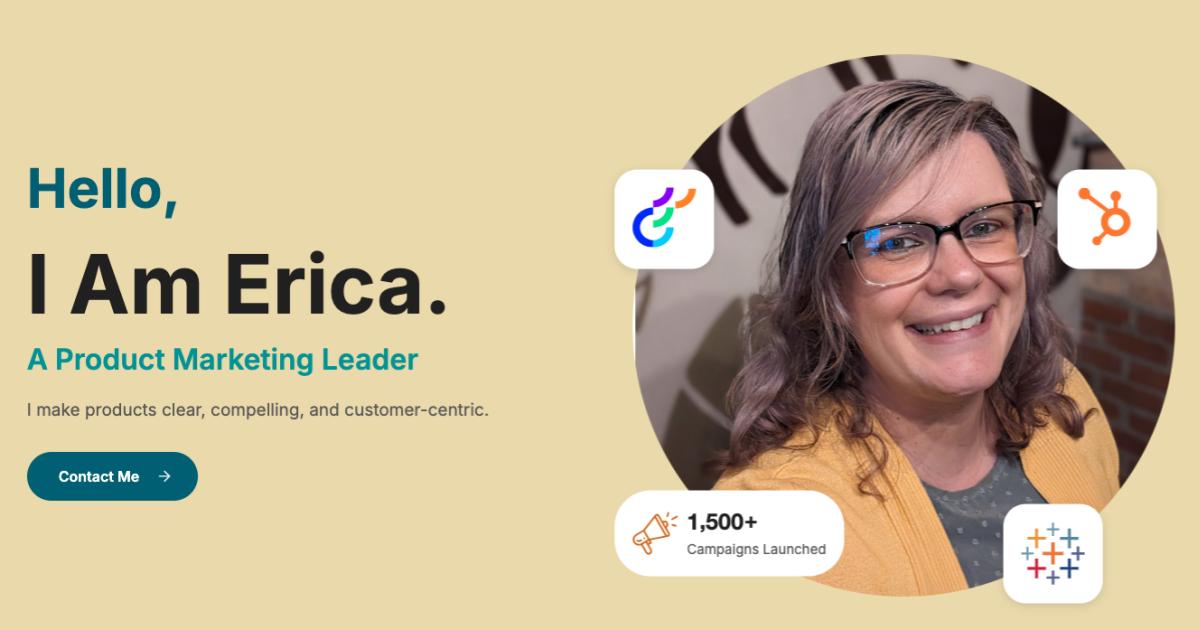 Hello,
I Am Erica.
A Product Marketing Leader
I make products clear, compelling, and customer-centric.
Contact Me
1,500+
Campaigns Launched